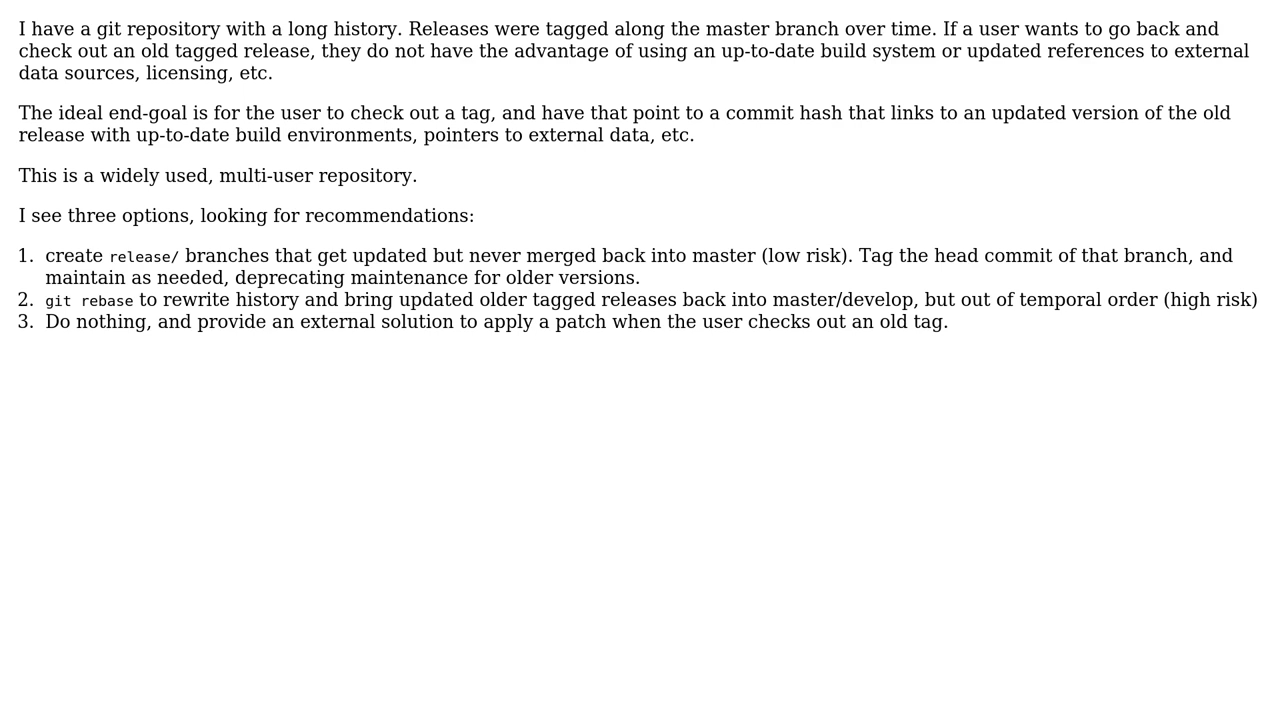 I have a git repository with a long history. Releases were tagged along the master branch over time. If a user wants to go back and
check out an old tagged release, they do not have the advantage of using an up-to-date build system or updated references to external
data sources, licensing, etc.
The ideal end-goal is for the user to check out a tag, and have that point to a commit hash that links to an updated version of the old
release with up-to-date build environments, pointers to external data, etc.
This is a widely used, multi-user repository.
I see three options, looking for recommendations:
1. create release/ branches that get updated but never merged back into master (low risk). Tag the head commit of that branch, and
maintain as needed, deprecating maintenance for older versions.
2. git rebase to rewrite history and bring updated older tagged releases back into master/develop, but out of temporal order (high risk)
3. Do nothing, and provide an external solution to apply a patch when the user checks out an old tag.